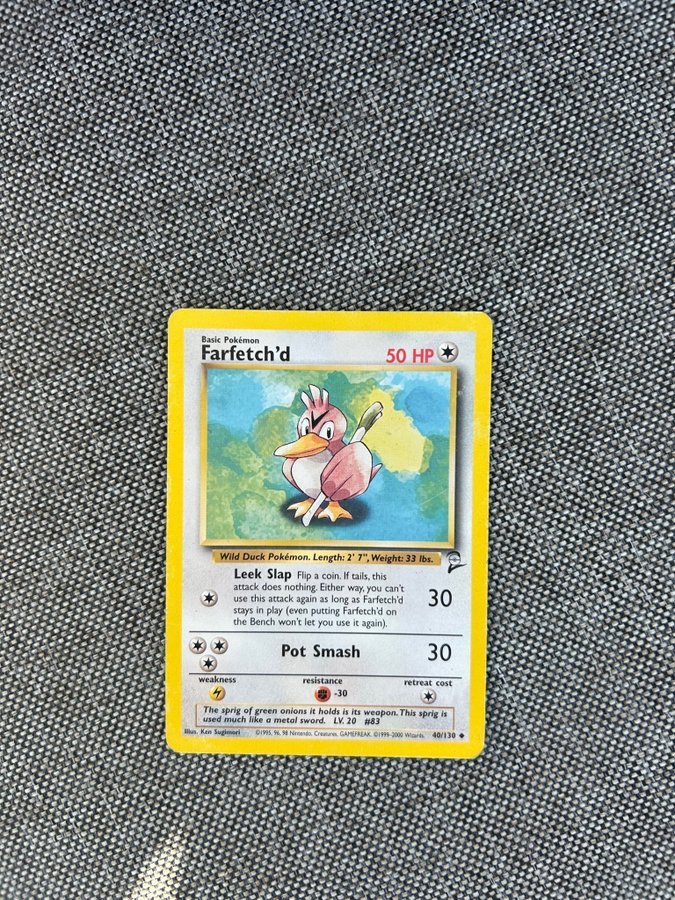 Basic Pokémon
Farfetch'd 50 HP
Wild Duck Pokémon. Length: 2' 7", Weight: 33 lbs.
Leek Slap Flip a coin. If tails, this
attack does nothing. Either way, you can't
use this attack again as long as Farfetch'd
stays in play (even putting Farfetch'd on
the Bench won't let you use it again).
30
Pot Smash 30
weakness resistance retreat cost
-30
The sprig of green onions it holds is its weapon. This sprig is
used much like a metal sword. LV. 20 #83
Illus. Ken Sugimori ©1995, 96, 98 Nintendo, Creatures, GAMEFREAK. ©1999-2000 Wizards. 40/130